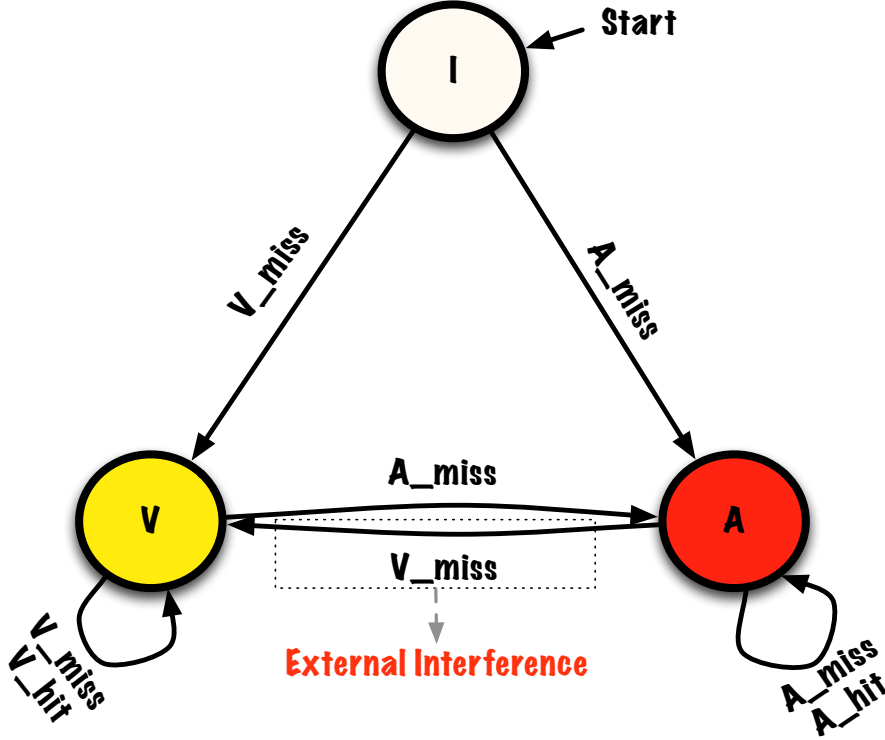 Start
I
V_miss
A_miss
A_miss
V
A
V_miss
V_miss
V_hit
External Interference
A_miss
A_hit